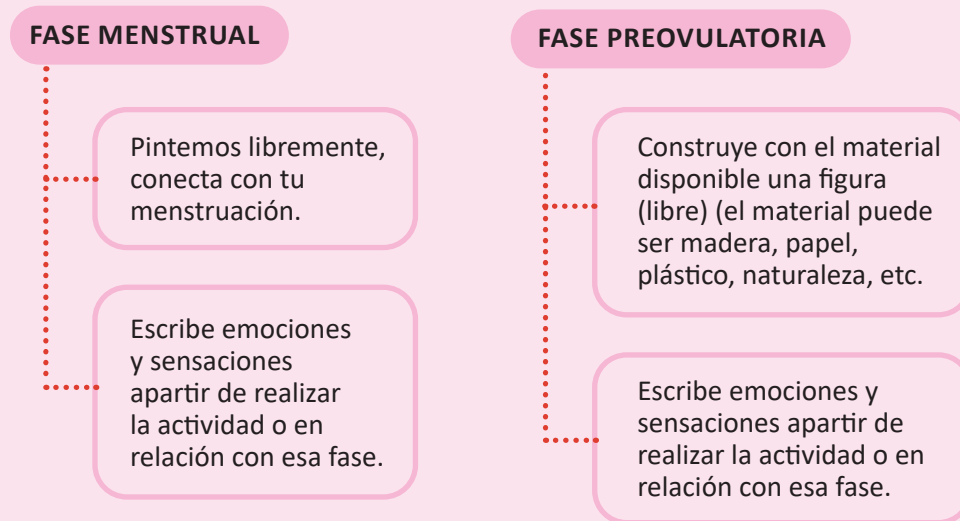 FASE MENSTRUAL
Pintemos libremente,
conecta con tu
menstruación.
Escribe emociones
y sensaciones
apartir de realizar
la actividad o en
relación con esa fase.
FASE PREOVULATORIA
Construye con el material
disponible una figura
(libre) (el material puede
ser madera, papel,
plástico, naturaleza, etc.
Escribe emociones y
sensaciones apartir de
realizar la actividad o en
relación con esa fase.